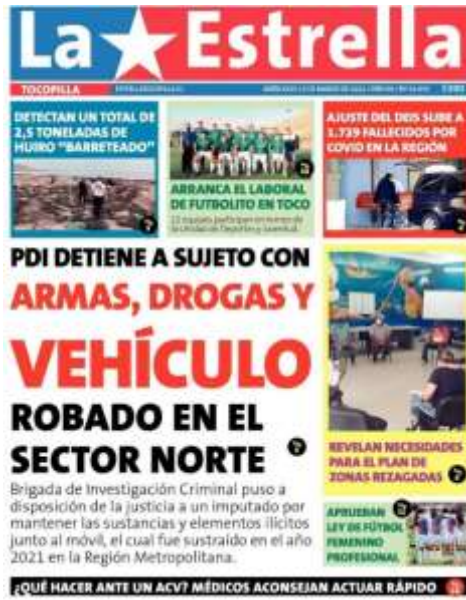 La Estrella
TOCOPILLA
DETECTAN UN TOTAL DE
2,5 TONELADAS DE
HUIRO "BARRETEADO"
ARRANCA EL LABORAL
DE FUTBOLITO EN TOCO
AJUSTE DEL DEIS SUBE A
1.739 FALLECIDOS POR
COVID EN LA REGIÓN
PDI DETIENE A SUJETO CON
ARMAS, DROGAS Y
VEHÍCULO
ROBADO EN EL
SECTOR NORTE
Brigada de Investigación Criminal puso a
disposición de la justicia a un imputado por
mantener las sustancias y elementos ilícitos
junto al móvil, el cual fue sustraído en el año
2021 en la Región Metropolitana.
REVELAN NECESIDADES
PARA EL PLAN DE
ZONAS REZAGADAS
APRUEBAN
LEY DE FÚTBOL
FEMENINO
PROFESIONAL
¿QUÉ HACER ANTE UN ACV? MÉDICOS ACONSEJAN ACTUAR RÁPIDO